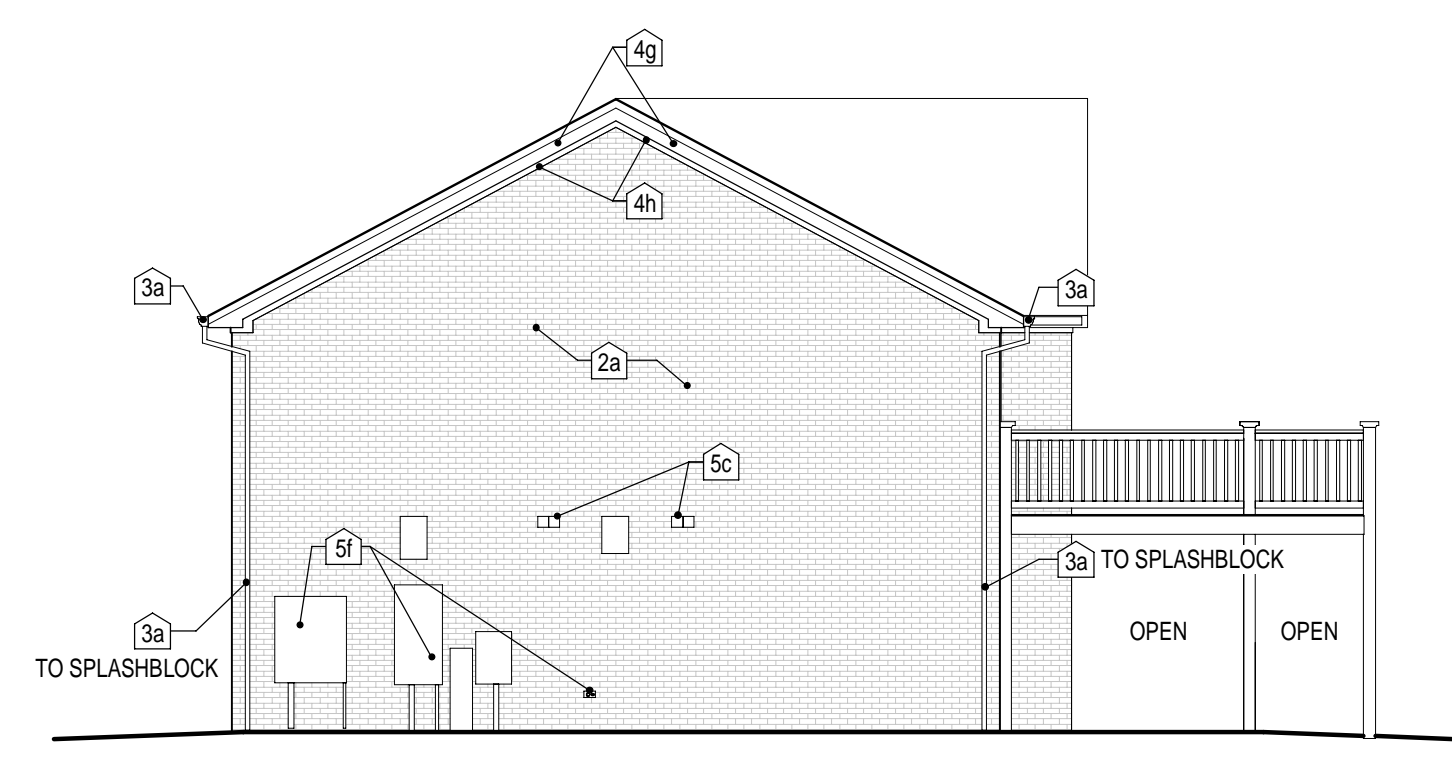 4g
4h
3a
3a
2a
5c
5f
3a TO SPLASHBLOCK
3a
TO SPLASHBLOCK
OPEN
OPEN